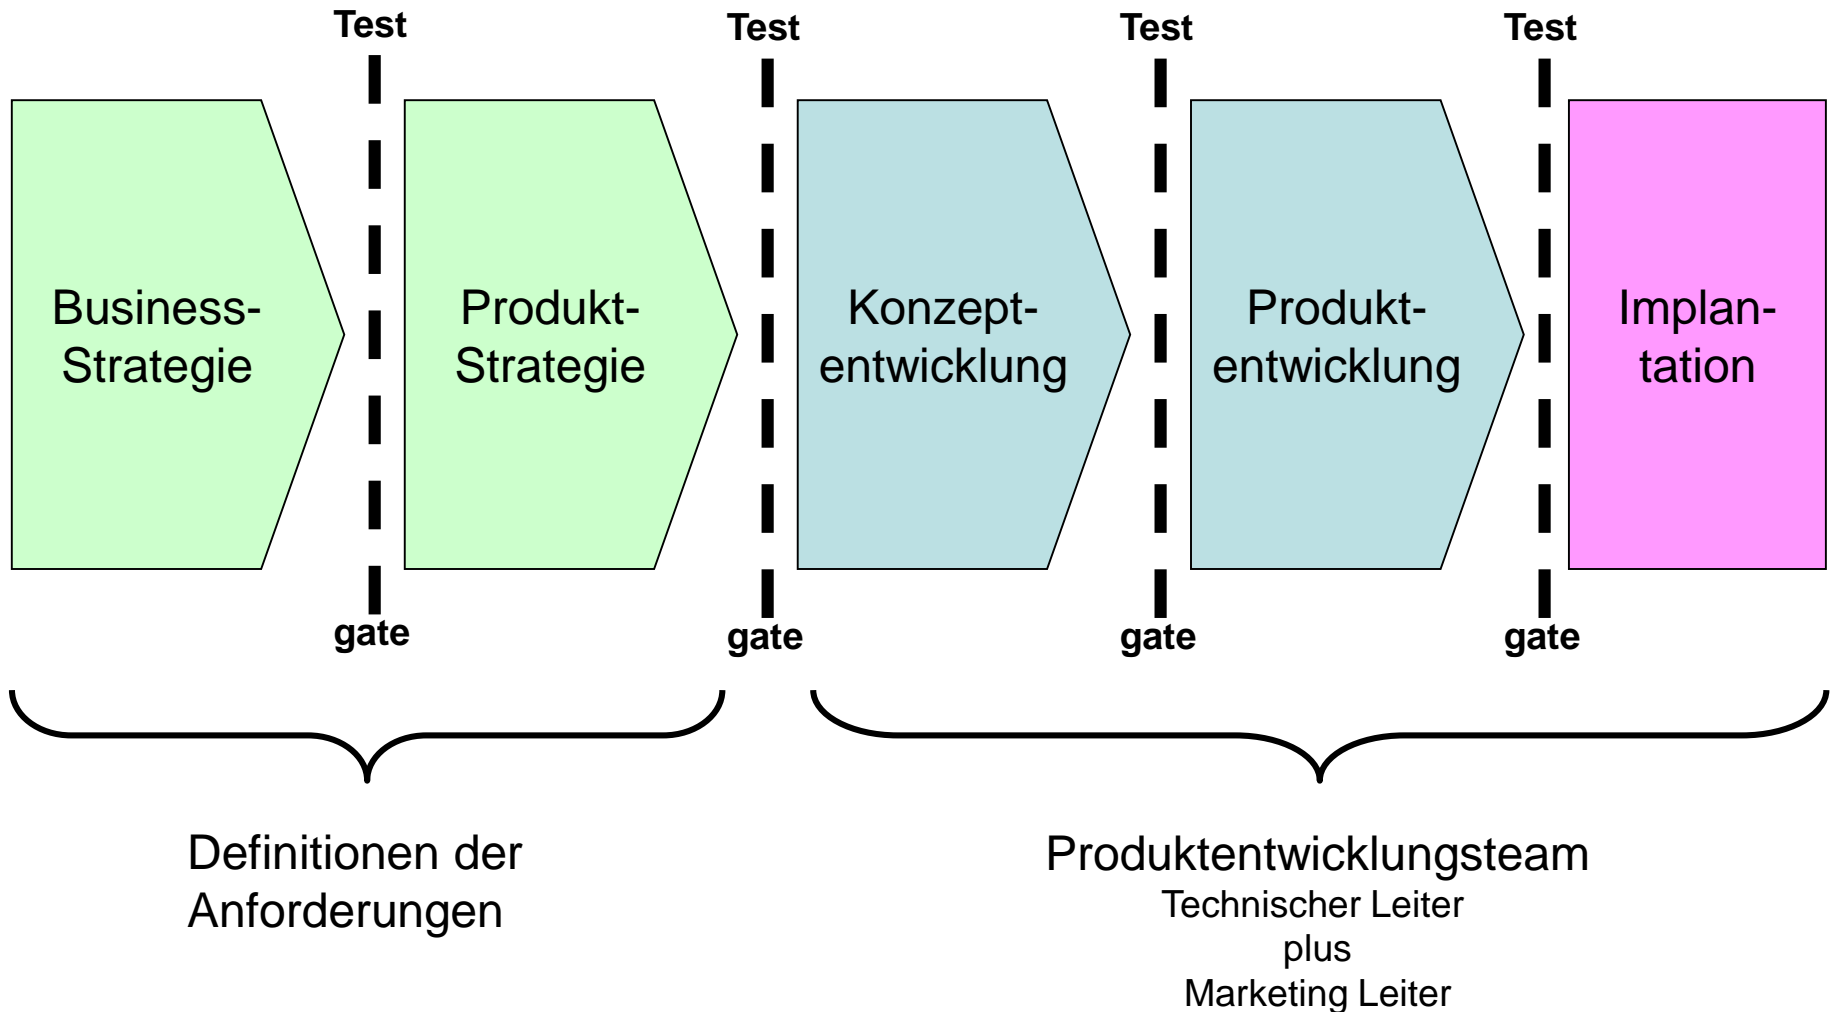 Test
Test
Test
Test
Business-
Strategie
Produkt-
Strategie
Konzept-
entwicklung
Produkt-
entwicklung
Implan-
tation
gate
gate
gate
gate
Definitionen der
Anforderungen
Produktentwicklungsteam
Technischer Leiter
plus
Marketing Leiter